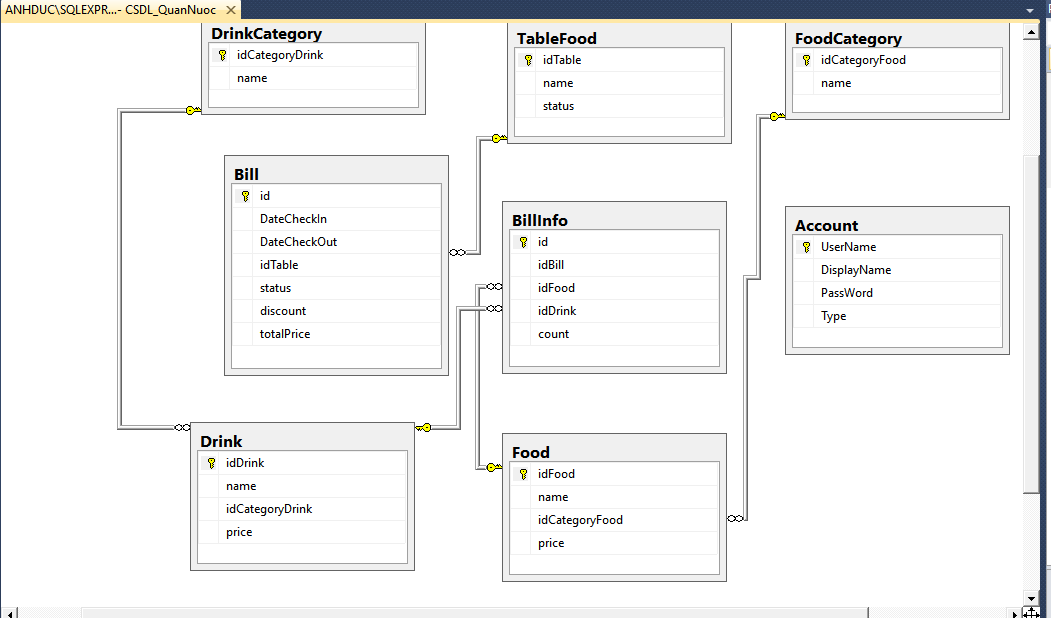 ANHDUC\SQLEXPR...- CSDL_QuanNuoc
DrinkCategory
idCategoryDrink
name
TableFood
idTable
name
status
FoodCategory
idCategoryFood
name
Bill
id
DateCheckIn
DateCheckOut
idTable
status
discount
totalPrice
BillInfo
id
idBill
idFood
idDrink
count
Account
UserName
DisplayName
PassWord
Type
Drink
idDrink
name
idCategoryDrink
price
Food
idFood
name
idCategoryFood
price